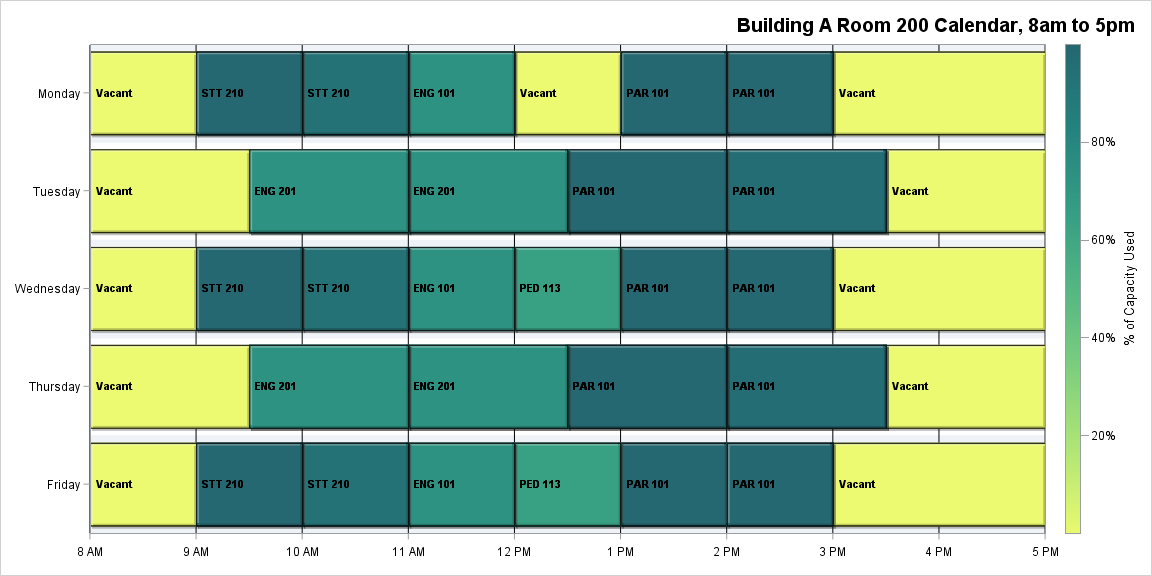 Building A Room 200 Calendar, 8am to 5pm
Monday
Vacant
STT 210
STT 210
ENG 101
Vacant
PAR 101
PAR 101
Vacant
Tuesday
Vacant
ENG 201
ENG 201
PAR 101
PAR 101
Vacant
Wednesday
Vacant
STT 210
STT 210
ENG 101
PED 113
PAR 101
PAR 101
Vacant
Thursday
Vacant
ENG 201
ENG 201
PAR 101
PAR 101
Vacant
Friday
Vacant
STT 210
STT 210
ENG 101
PED 113
PAR 101
PAR 101
Vacant
8 AM
9 AM
10 AM
11 AM
12 PM
1 PM
2 PM
3 PM
4 PM
5 PM
80%
60%
40%
20%
% of Capacity Used